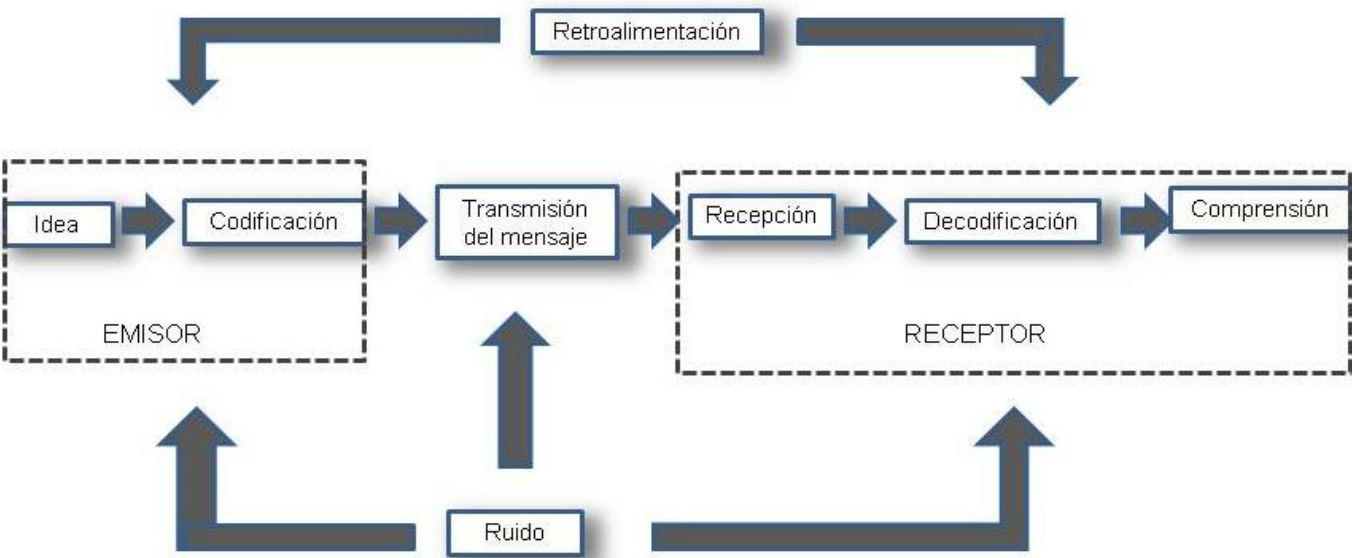 Retroalimentación
Idea
Codificación
Transmisión
del mensaje
Recepción
Decodificación
Comprensión
EMISOR
RECEPTOR
Ruido